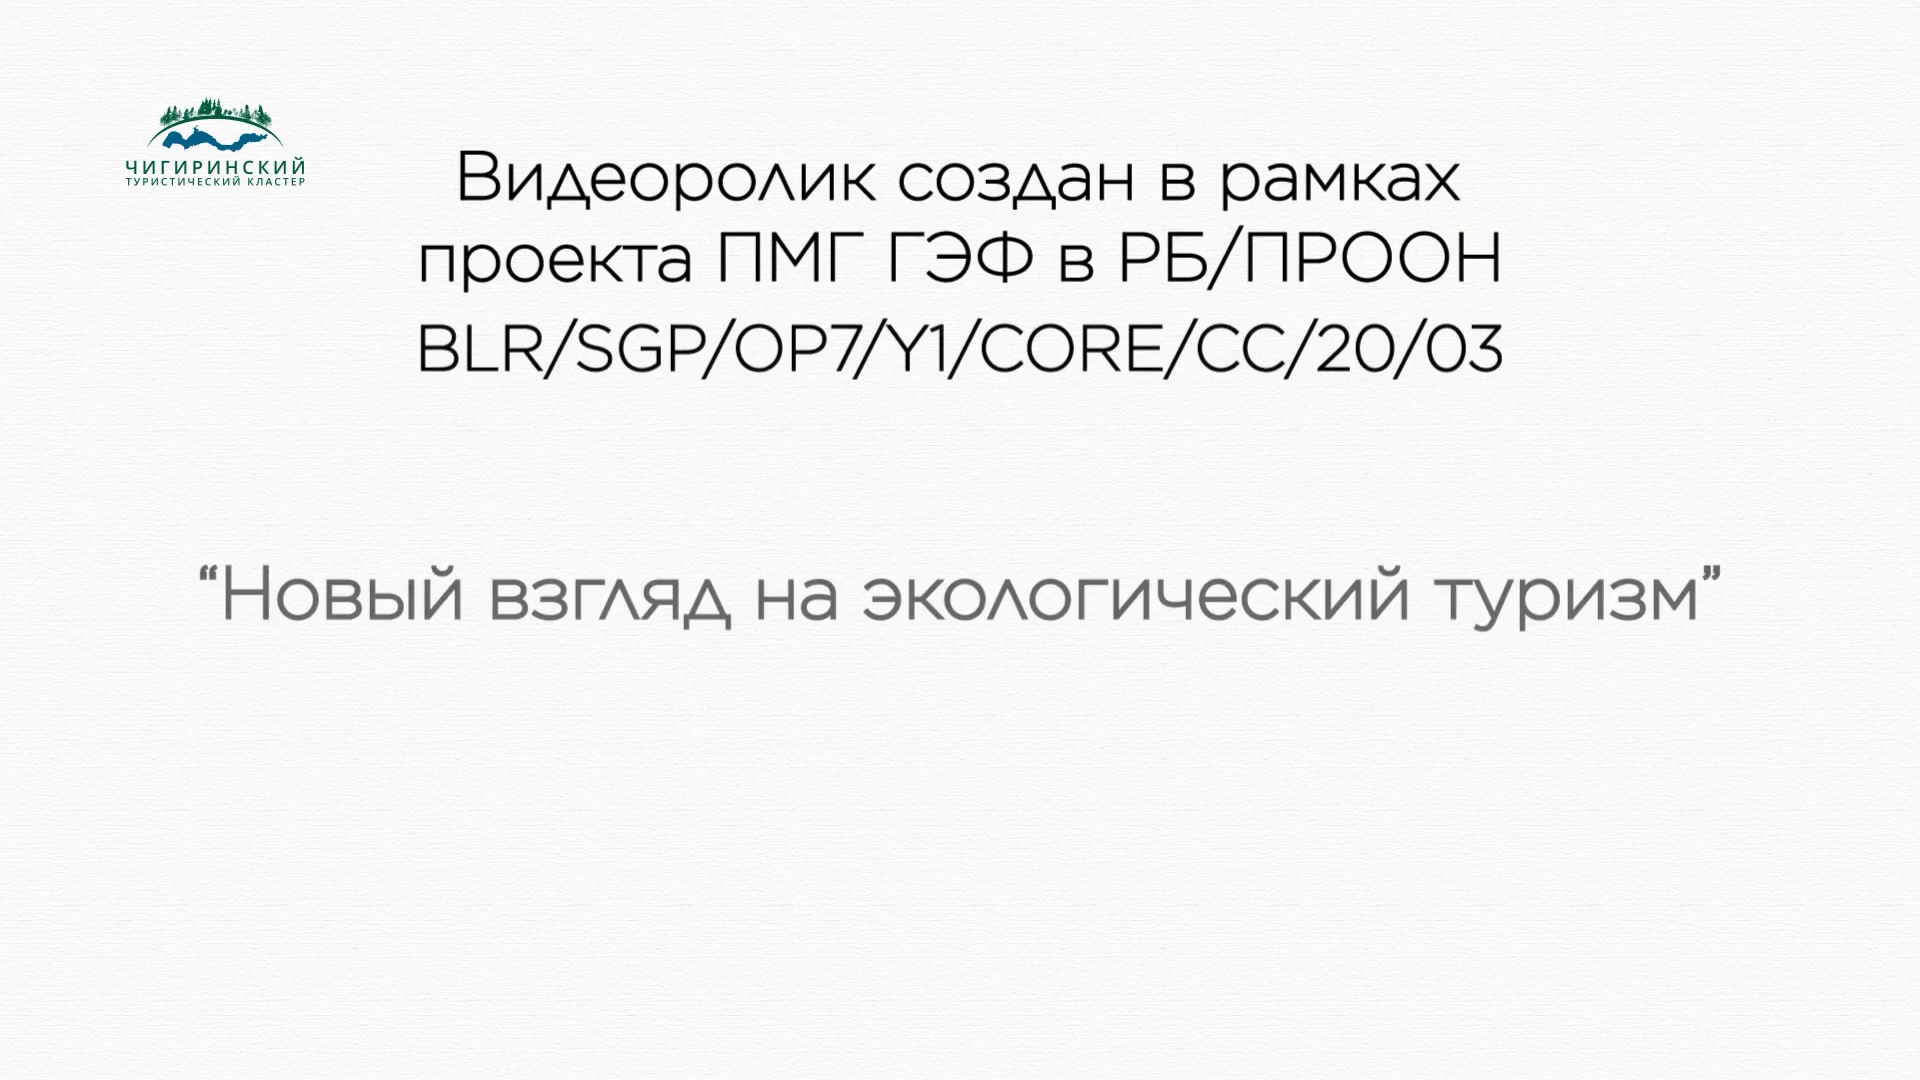 ЧИГИРИНСКИЙ
ТУРИСТИЧЕСКИЙ КЛАСТЕР
Видеоролик создан в рамках
проекта ПМГ ГЭФ в РБ/ПРООН
BLR/SGP/OP7/Y1/CORE/CC/20/03
“Новый взгляд на экологический туризм”